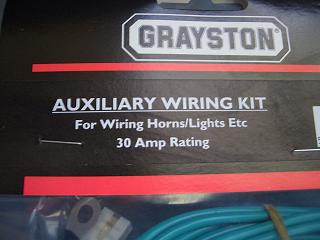 GRAYSTON®
AUXILIARY WIRING KIT
For Wiring Horns/Lights Etc
30 Amp Rating